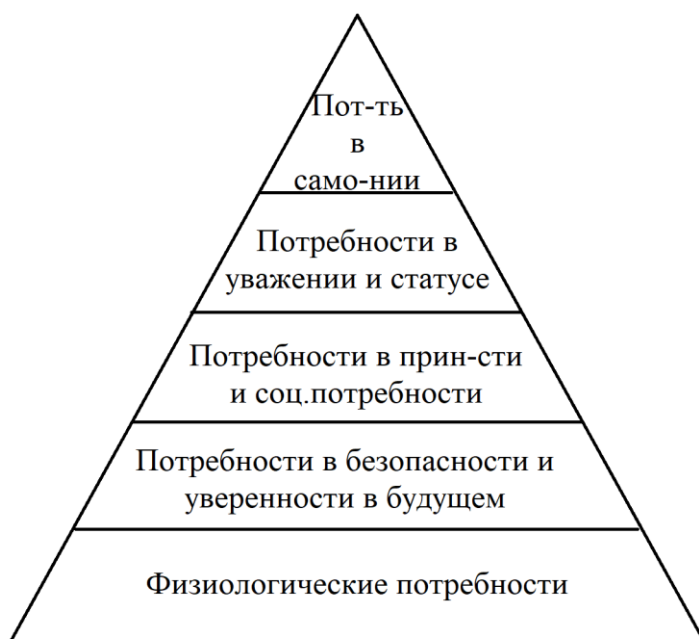 Пот-ть
в
само-нии
Потребности в
уважении и статусе
Потребности в прин-сти
и соц.потребности
Потребности в безопасности и
уверенности в будущем
Физиологические потребности